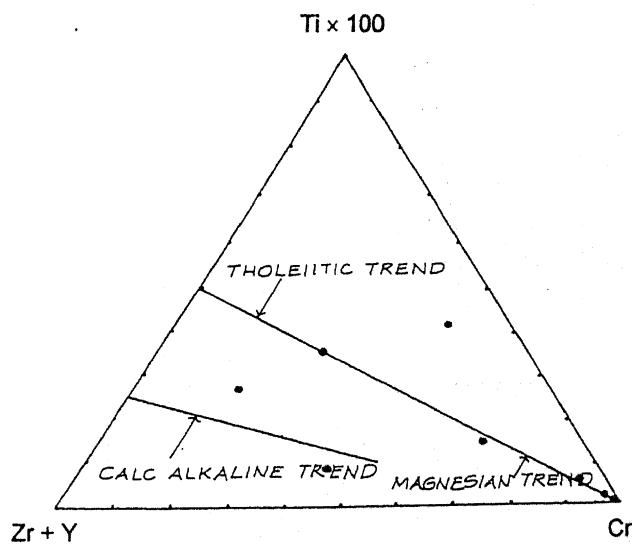 Ti × 100
THOLEIITIC TREND
CALC ALKALINE TREND
MAGNESIAN TREND
Zr + Y
Cr